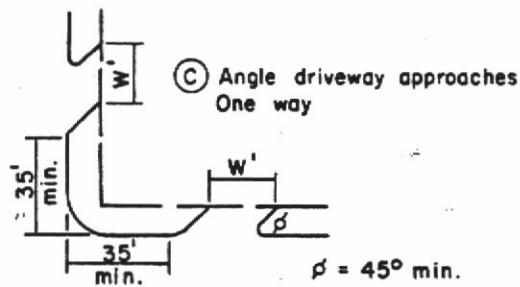 W'
Ⓒ Angle driveway approaches
One way
35'
min.
W'
ø
35'
min.
ø = 45° min.